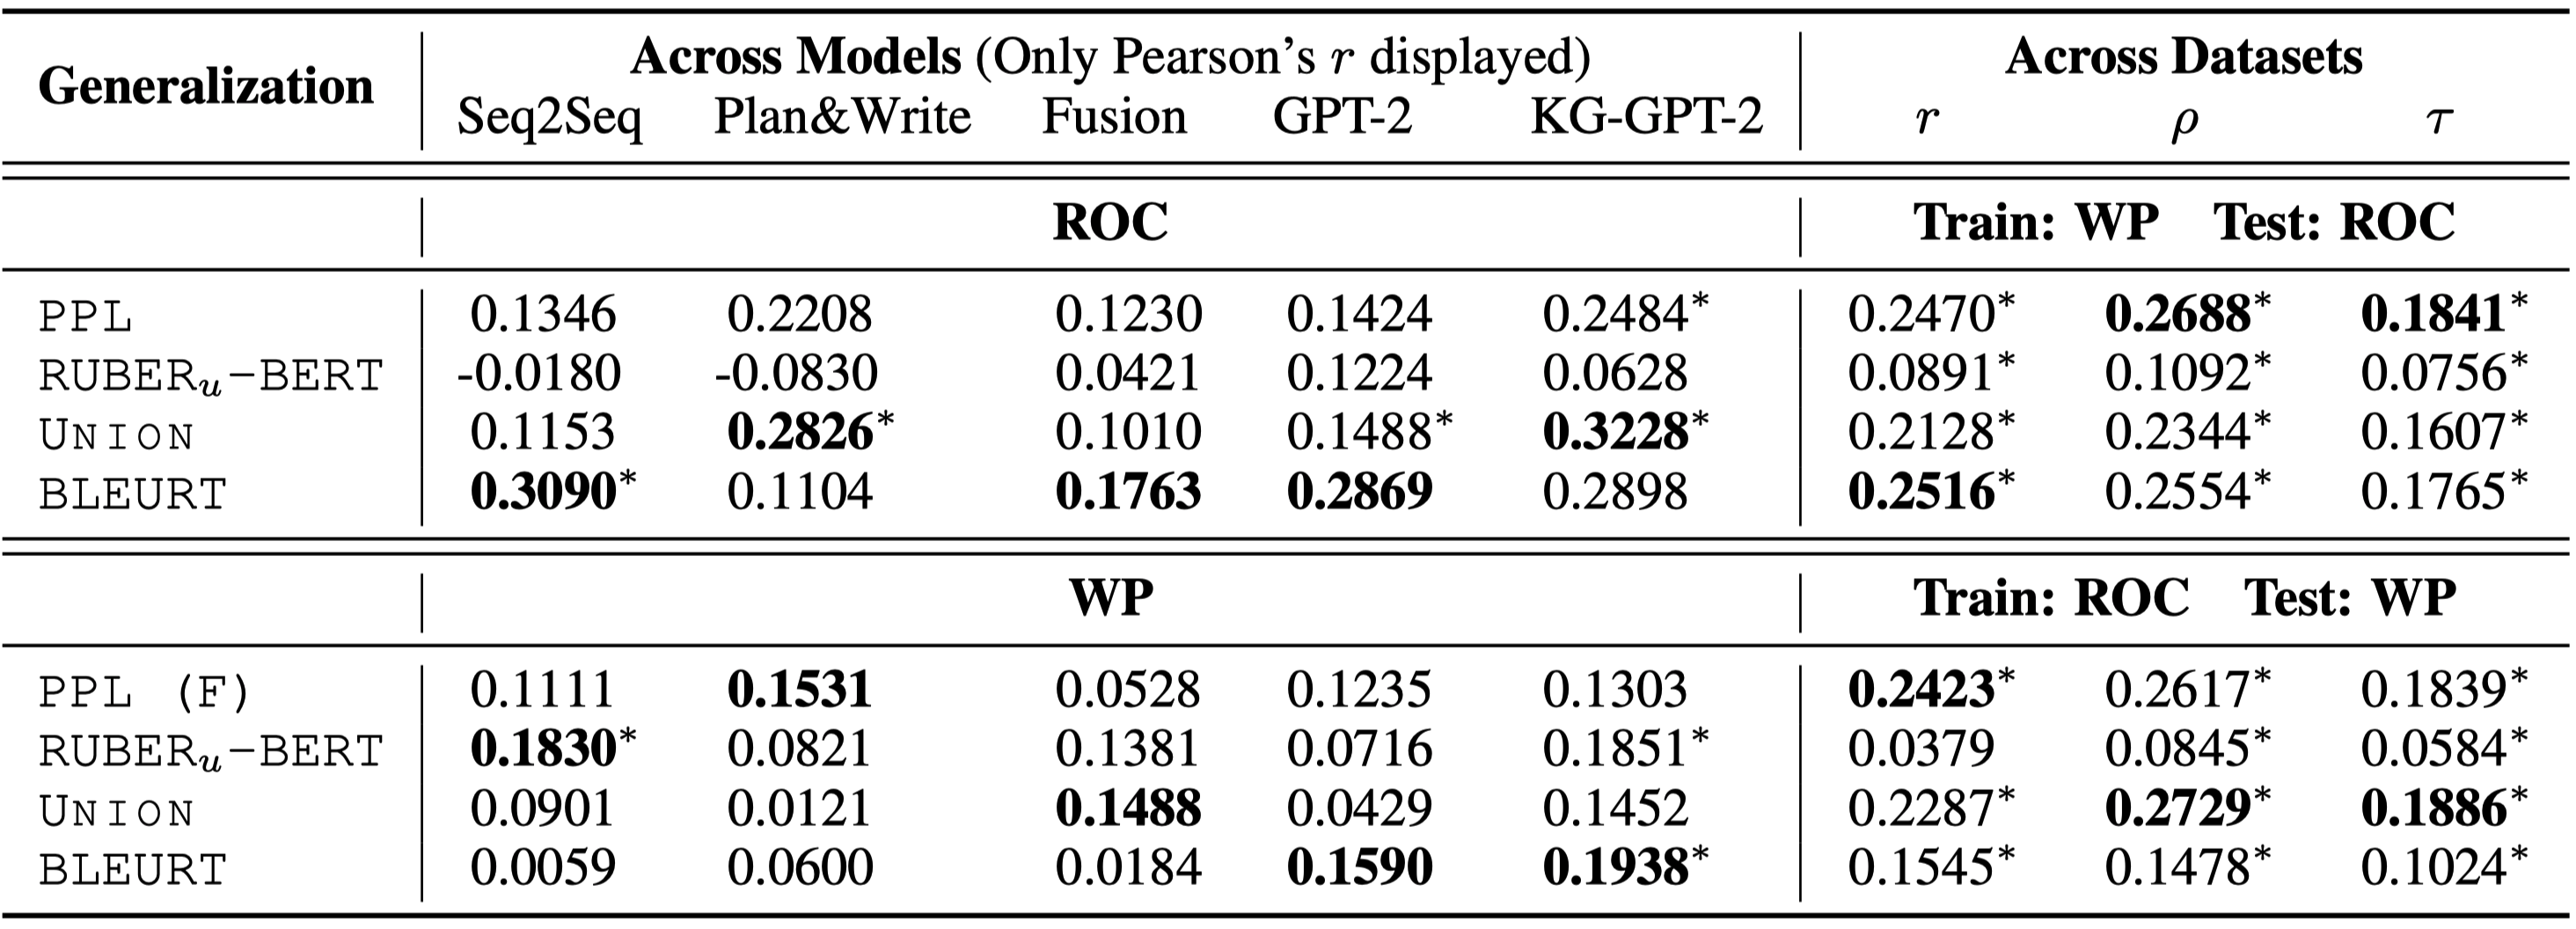 Generalization Across Models (Only Pearson's r displayed) Across Datasets
Seq2Seq Plan&Write Fusion GPT-2 KG-GPT-2 r ρ τ
ROC Train: WP Test: ROC
PPL 0.1346 0.2208 0.1230 0.1424 0.2484* 0.2470* 0.2688* 0.1841*
RUBERu-BERT -0.0180 -0.0830 0.0421 0.1224 0.0628 0.0891* 0.1092* 0.0756*
UNION 0.1153 0.2826* 0.1010 0.1488* 0.3228* 0.2128* 0.2344* 0.1607*
BLEURT 0.3090* 0.1104 0.1763 0.2869 0.2898 0.2516* 0.2554* 0.1765*
WP Train: ROC Test: WP
PPL (F) 0.1111 0.1531 0.0528 0.1235 0.1303 0.2423* 0.2617* 0.1839*
RUBERu-BERT 0.1830* 0.0821 0.1381 0.0716 0.1851* 0.0379 0.0845* 0.0584*
UNION 0.0901 0.0121 0.1488 0.0429 0.1452 0.2287* 0.2729* 0.1886*
BLEURT 0.0059 0.0600 0.0184 0.1590 0.1938* 0.1545* 0.1478* 0.1024*